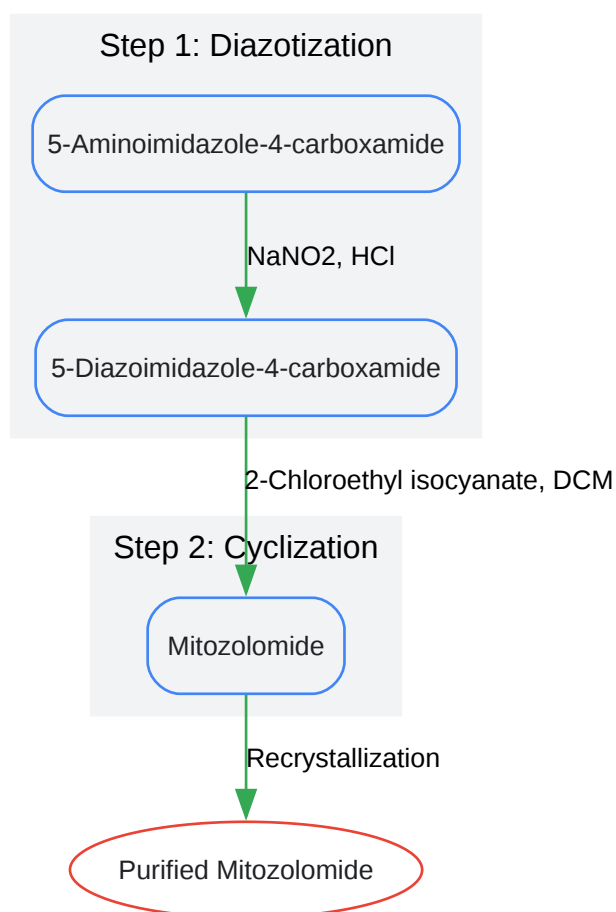 Step 1: Diazotization
5-Aminoimidazole-4-carboxamide
NaNO2, HCl
5-Diazoimidazole-4-carboxamide
2-Chloroethyl isocyanate, DCM
Step 2: Cyclization
Mitozolomide
Recrystallization
Purified Mitozolomide